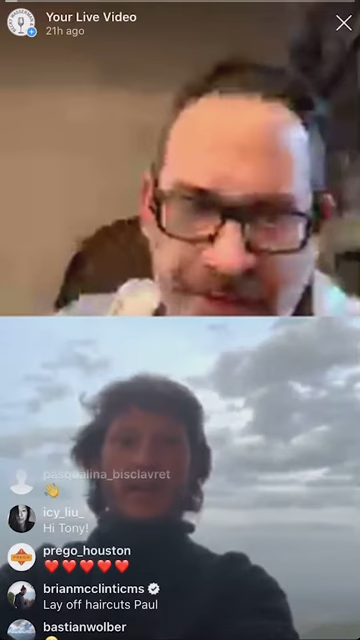 Your Live Video
21h ago
pasqualina_bisclavret
👏
icy_liu_
Hi Tony!
prego_houston
❤️❤️❤️❤️❤️
brianmcclinticms
Lay off haircuts Paul
bastianwolber